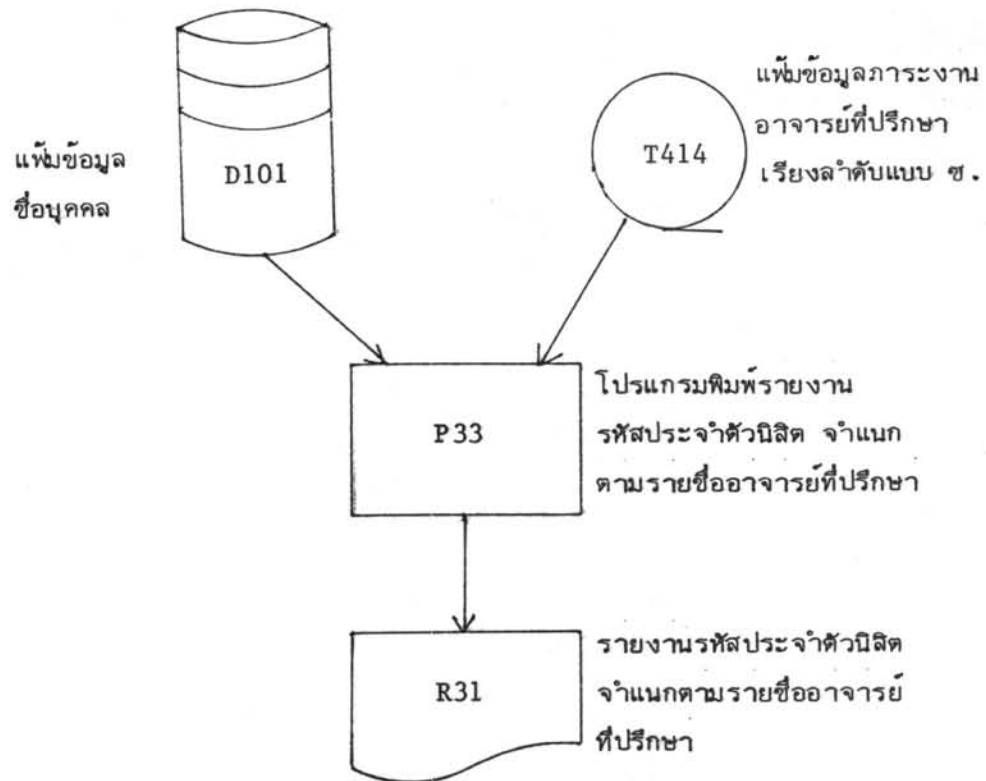 แฟ้มข้อมูล
ชื่อบุคคล
D101
T414
แฟ้มข้อมูลภาระงาน
อาจารย์ที่ปรึกษา
เรียงลำดับแบบ ซ.
P33
โปรแกรมพิมพ์รายงาน
รหัสประจำตัวนิสิต จำแนก
ตามรายชื่ออาจารย์ที่ปรึกษา
R31
รายงานรหัสประจำตัวนิสิต
จำแนกตามรายชื่ออาจารย์
ที่ปรึกษา